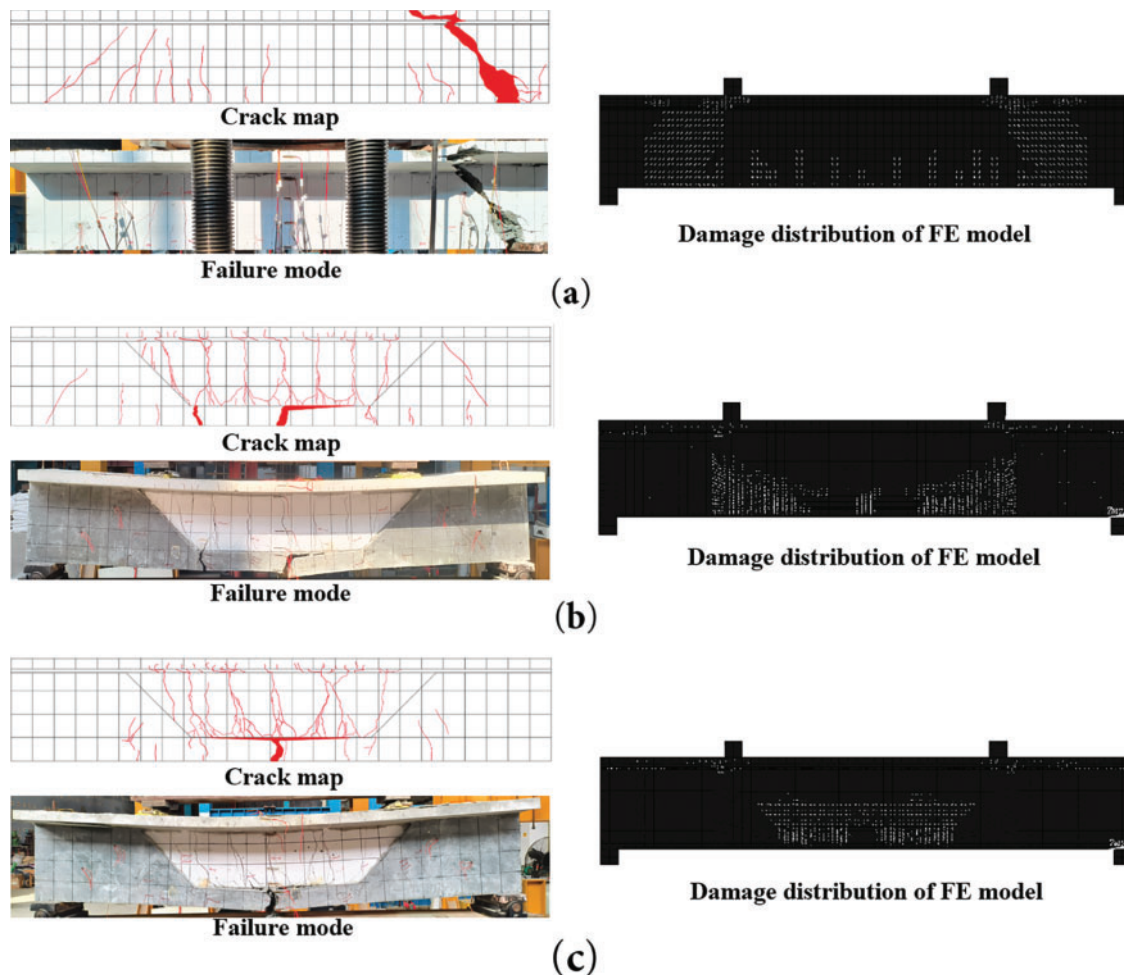 Crack map
Failure mode
Damage distribution of FE model
(a)
Crack map
Failure mode
Damage distribution of FE model
(b)
Crack map
Failure mode
Damage distribution of FE model
(c)